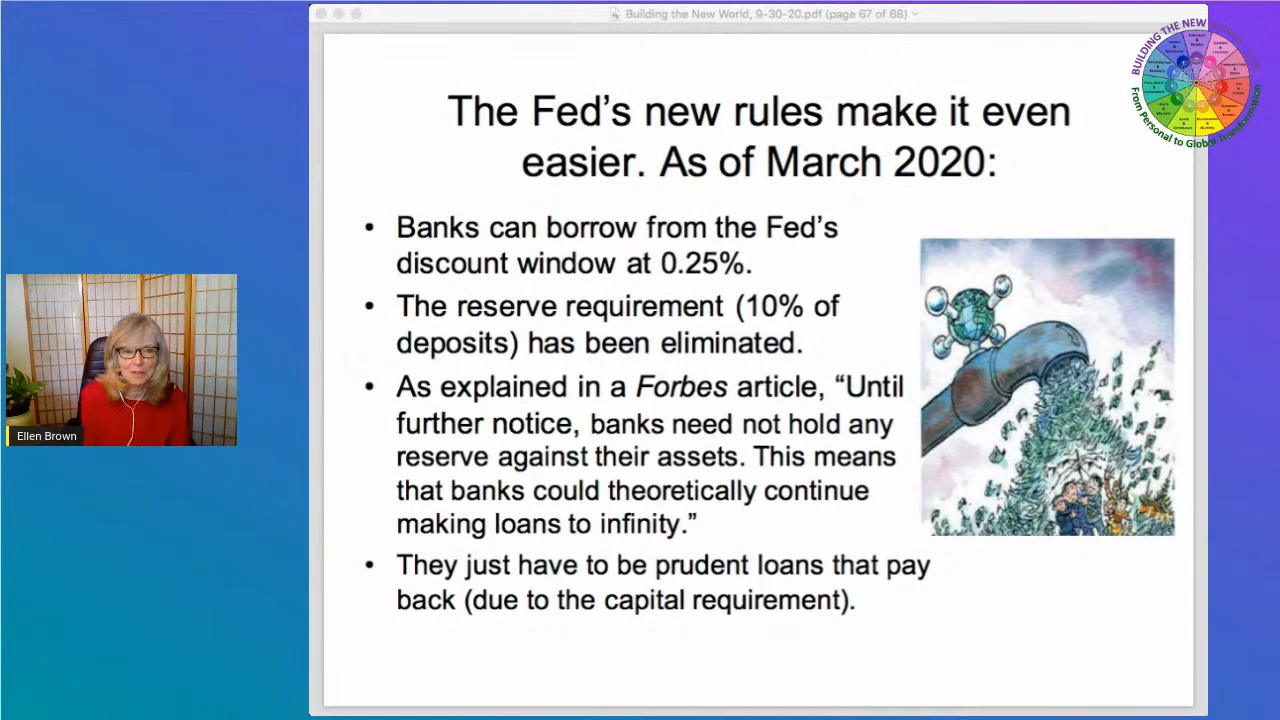 Building the New World, 9-30-20.pdf (page 67 of 68)
BUILDING THE NEW
From Personal to Global Transformation
The Fed’s new rules make it even
easier. As of March 2020:
• Banks can borrow from the Fed’s
discount window at 0.25%.
• The reserve requirement (10% of
deposits) has been eliminated.
• As explained in a Forbes article, “Until
further notice, banks need not hold any
reserve against their assets. This means
that banks could theoretically continue
making loans to infinity.”
• They just have to be prudent loans that pay
back (due to the capital requirement).
Ellen Brown